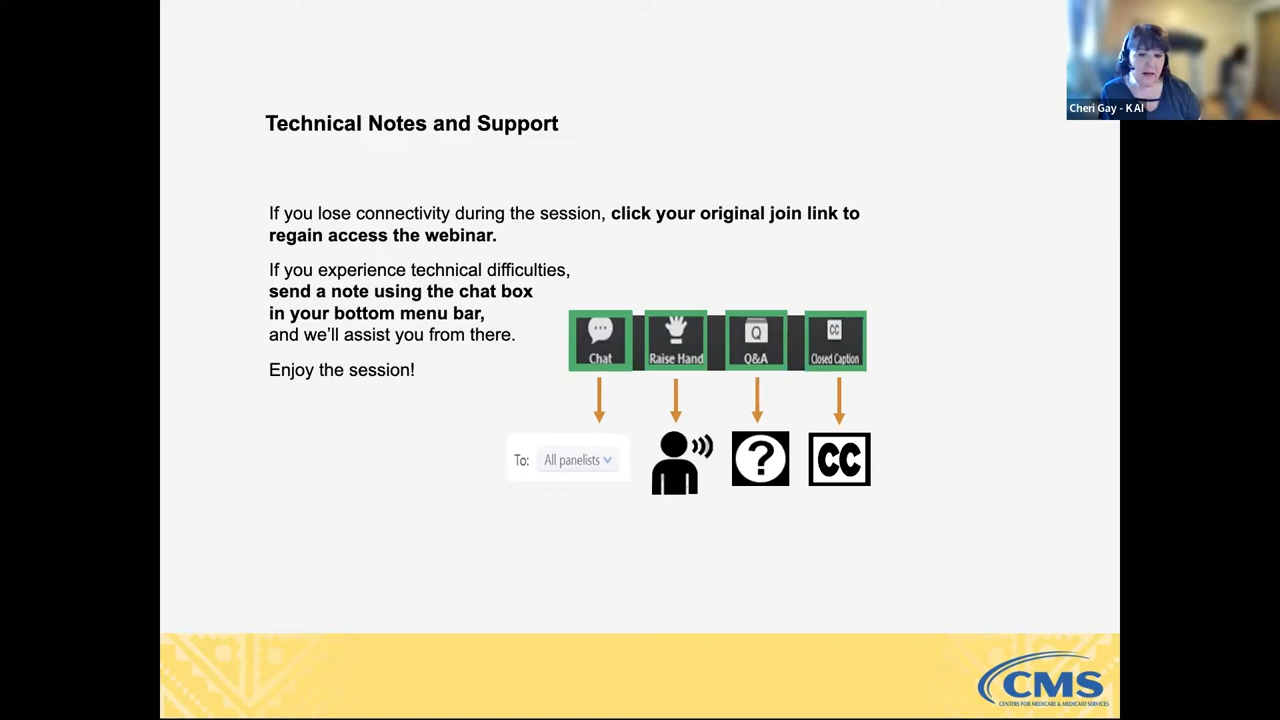 Cheri Gay - KAI
Technical Notes and Support
If you lose connectivity during the session, click your original join link to
regain access the webinar.
If you experience technical difficulties,
send a note using the chat box
in your bottom menu bar,
and we'll assist you from there.
Enjoy the session!
Chat
Raise Hand
Q
Q&A
CC
Closed Caption
To: All panelists
?
CC
CMS
CENTERS FOR MEDICARE & MEDICAID SERVICES